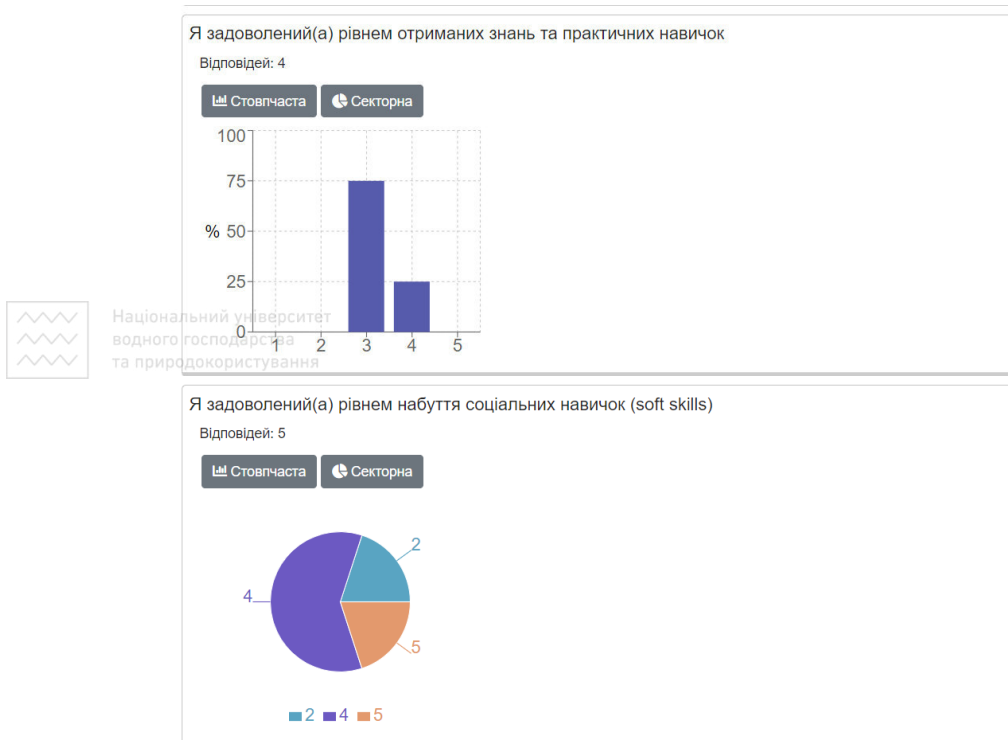 Я задоволений(а) рівнем отриманих знань та практичних навичок
Відповідей: 4
Стовпчаста Секторна
100
75
% 50
25
0
1 2 3 4 5
Національний університет
водного господарства
та природокористування
Я задоволений(а) рівнем набуття соціальних навичок (soft skills)
Відповідей: 5
Стовпчаста Секторна
2
4
5
2 4 5